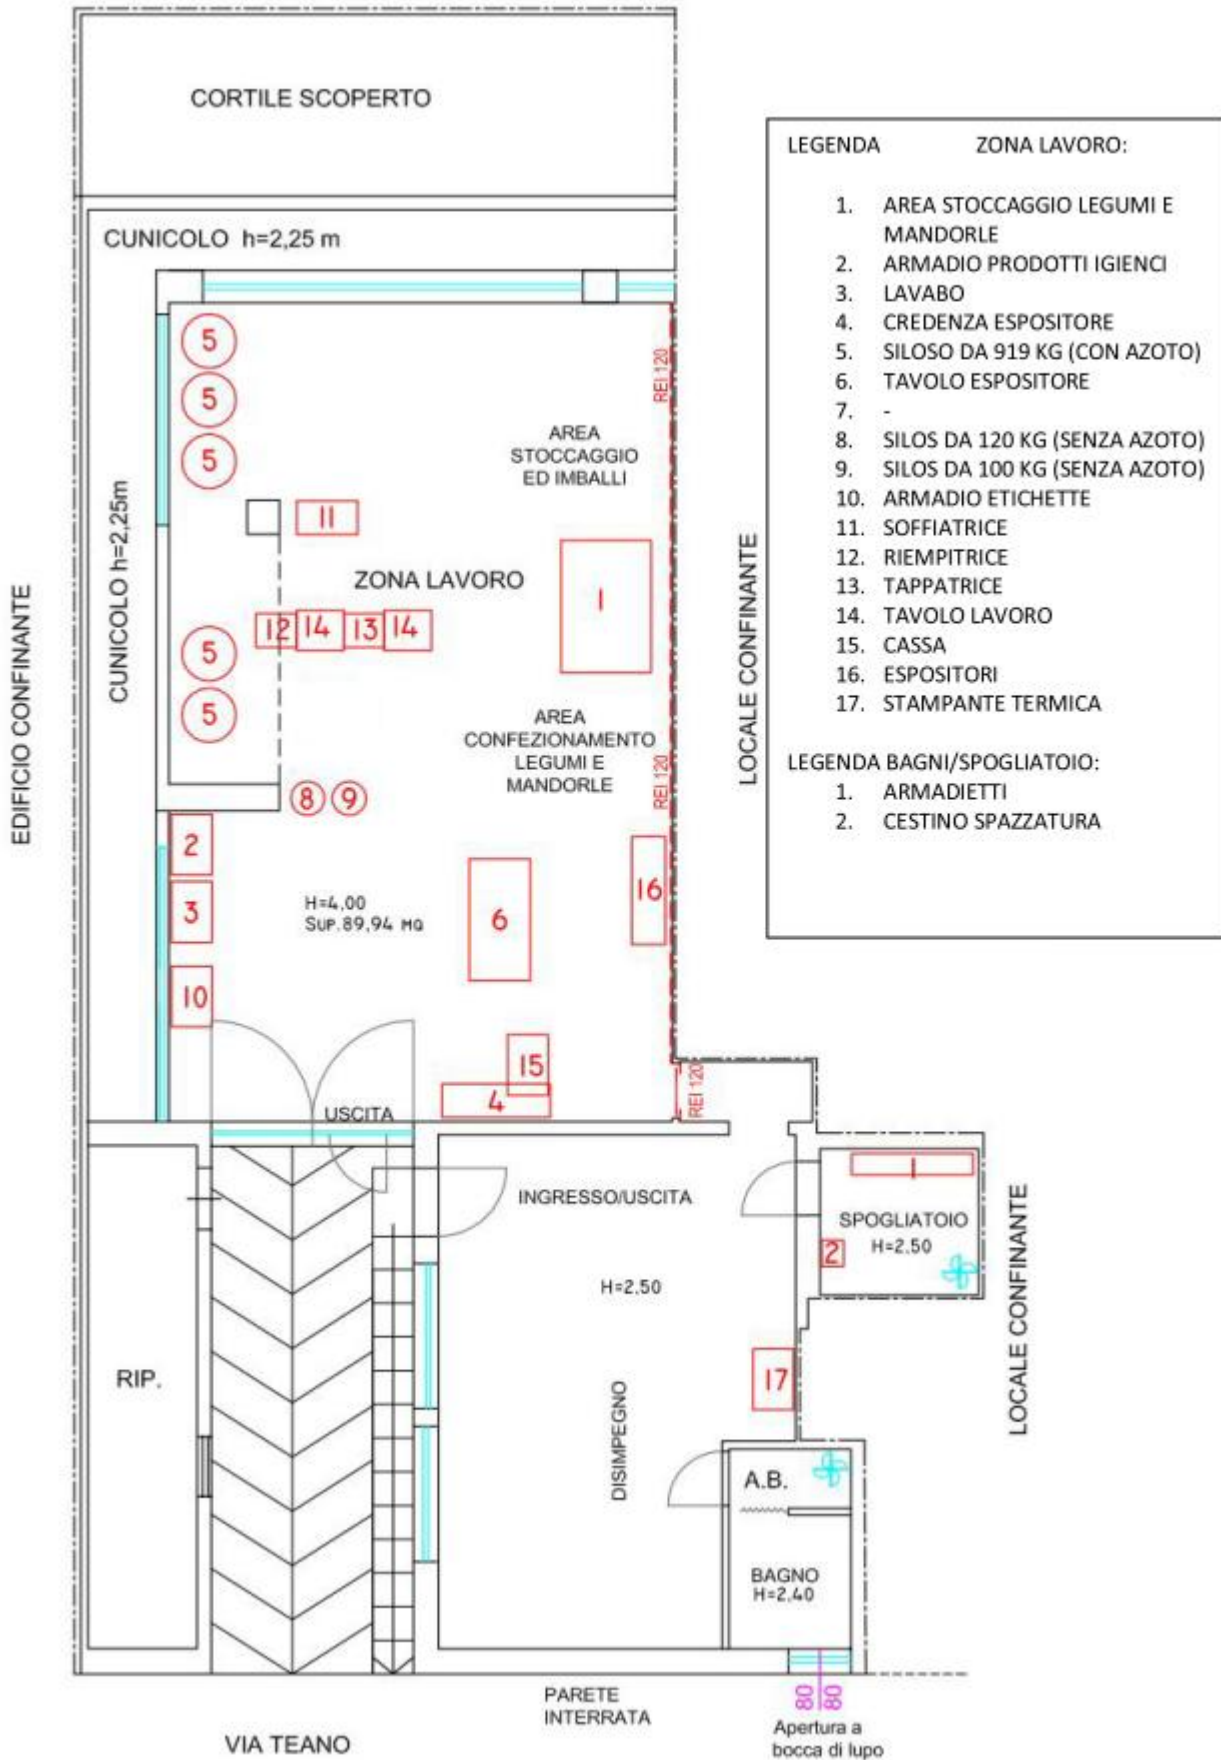 CORTILE SCOPERTO
CUNICOLO h=2,25 m
LEGENDA ZONA LAVORO:
1. AREA STOCCAGGIO LEGUMI E
MANDORLE
2. ARMADIO PRODOTTI IGIENCI
3. LAVABO
4. CREDENZA ESPOSITORE
5. SILOSO DA 919 KG (CON AZOTO)
6. TAVOLO ESPOSITORE
7. -
8. SILOS DA 120 KG (SENZA AZOTO)
9. SILOS DA 100 KG (SENZA AZOTO)
10. ARMADIO ETICHETTE
11. SOFFIATRICE
12. RIEMPITRICE
13. TAPPATRICE
14. TAVOLO LAVORO
15. CASSA
16. ESPOSITORI
17. STAMPANTE TERMICA
LEGENDA BAGNI/SPOGLIATOIO:
1. ARMADIETTI
2. CESTINO SPAZZATURA
5
5
5
REI 120
AREA
STOCCAGGIO
ED IMBALLI
11
CUNICOLO h=2,25m
ZONA LAVORO
1
EDIFICIO CONFINANTE
LOCALE CONFINANTE
12
14
13
14
5
5
AREA
CONFEZIONAMENTO
LEGUMI E
MANDORLE
REI 120
8
9
2
3
H=4,00
SUP.89,94 MQ
6
16
10
15
4
REI 120
USCITA
INGRESSO/USCITA
1
SPOGLIATOIO
H=2,50
2
LOCALE CONFINANTE
H=2,50
RIP.
17
DISIMPEGNO
A.B.
BAGNO
H=2,40
PARETE
INTERRATA
80
80
VIA TEANO
Apertura a
bocca di lupo